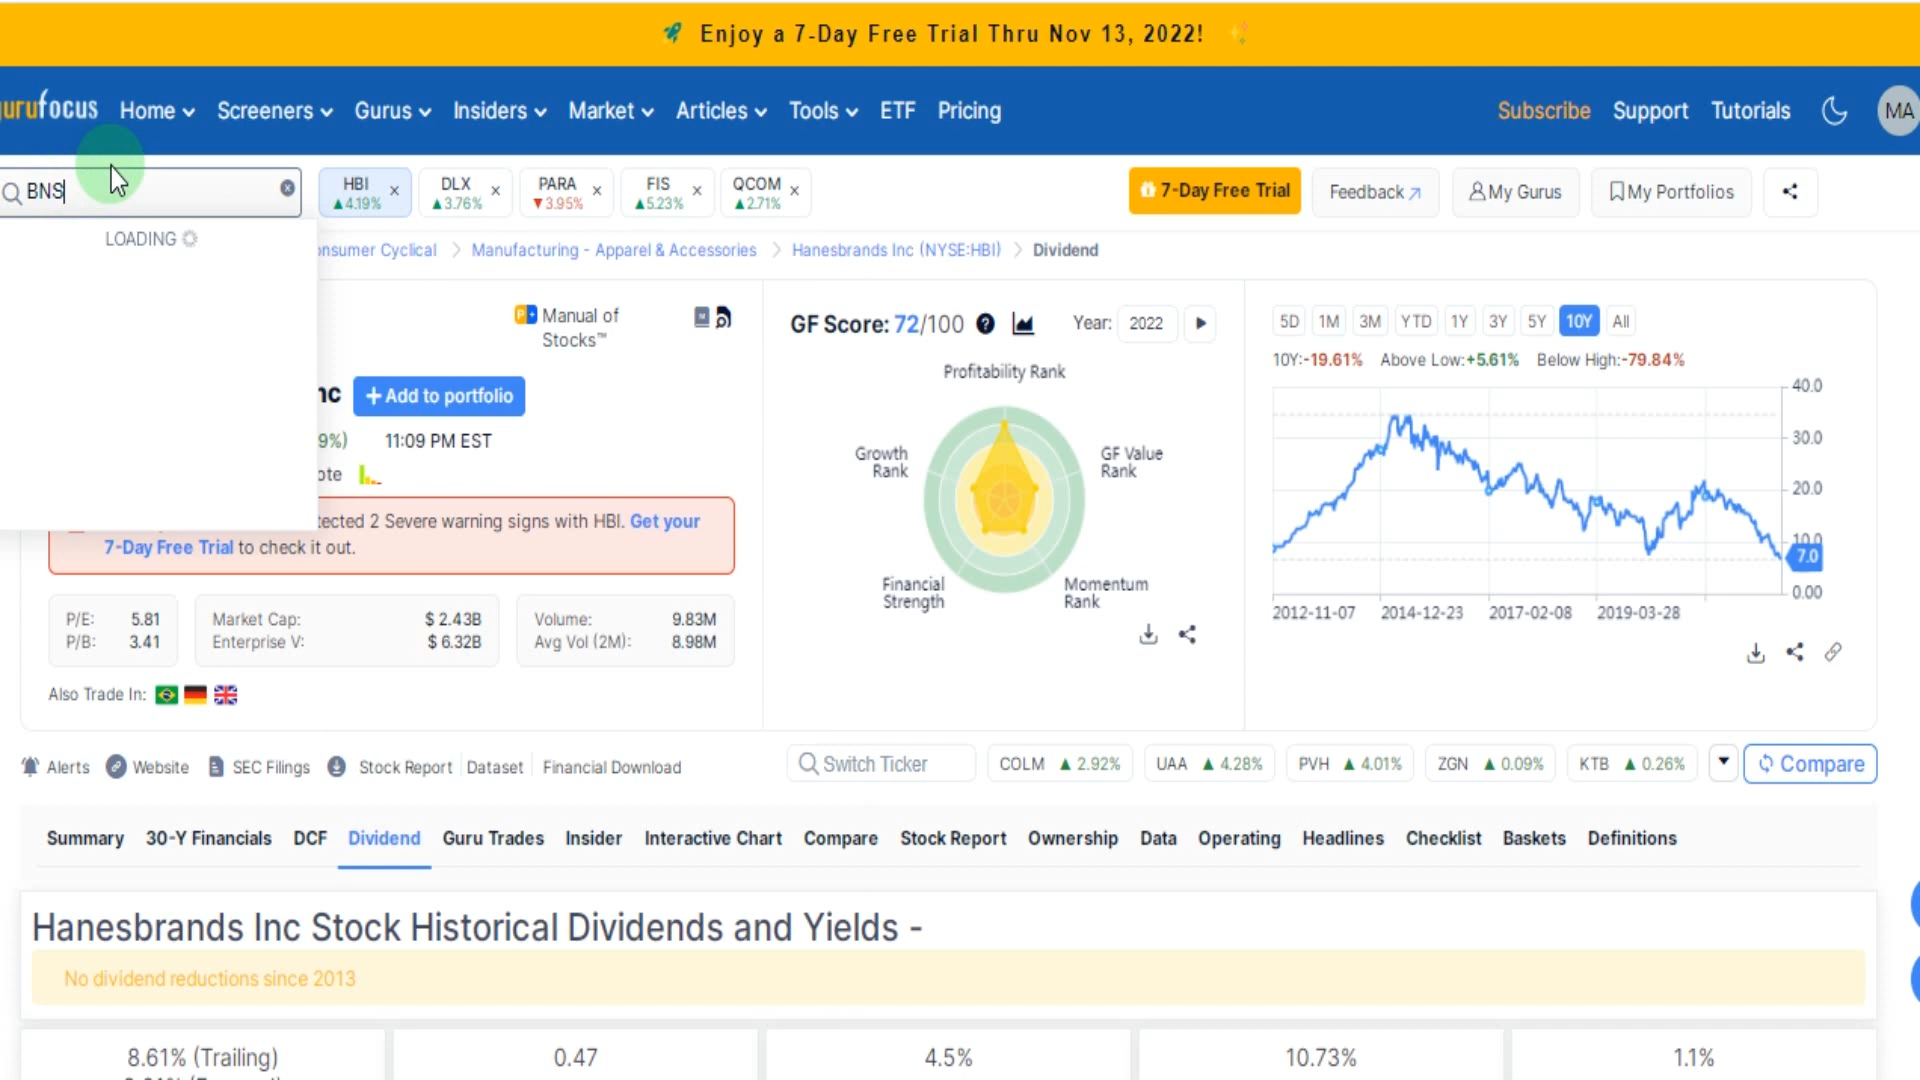 Enjoy a 7-Day Free Trial Thru Nov 13, 2022!
gurufocus Home Screeners Gurus Insiders Market Articles Tools ETF Pricing Subscribe Support Tutorials MA
BNS HBI × DLX × PARA × FIS × QCOM × 7-Day Free Trial Feedback My Gurus My Portfolios
▲4.19% ▲3.76% ▼3.95% ▲5.23% ▲2.71%
LOADING
onsumer Cyclical > Manufacturing - Apparel & Accessories > Hanesbrands Inc (NYSE:HBI) > Dividend
Manual of
Stocks™
nc + Add to portfolio
9%) 11:09 PM EST
ote
tected 2 Severe warning signs with HBI. Get your
7-Day Free Trial to check it out.
P/E: 5.81
P/B: 3.41
Market Cap: $ 2.43B
Enterprise V: $ 6.32B
Volume: 9.83M
Avg Vol (2M): 8.98M
Also Trade In:
GF Score: 72/100 ? Year: 2022
Profitability Rank
Growth
Rank
GF Value
Rank
Financial
Strength
Momentum
Rank
5D 1M 3M YTD 1Y 3Y 5Y 10Y All
10Y:-19.61% Above Low:+5.61% Below High:-79.84%
40.0
30.0
20.0
10.0
7.0
0.00
2012-11-07 2014-12-23 2017-02-08 2019-03-28
Alerts Website SEC Filings Stock Report Dataset Financial Download
Switch Ticker COLM ▲ 2.92% UAA ▲ 4.28% PVH ▲ 4.01% ZGN ▲ 0.09% KTB ▲ 0.26% Compare
Summary 30-Y Financials DCF Dividend Guru Trades Insider Interactive Chart Compare Stock Report Ownership Data Operating Headlines Checklist Baskets Definitions
Hanesbrands Inc Stock Historical Dividends and Yields -
No dividend reductions since 2013
8.61% (Trailing) 0.47 4.5% 10.73% 1.1%